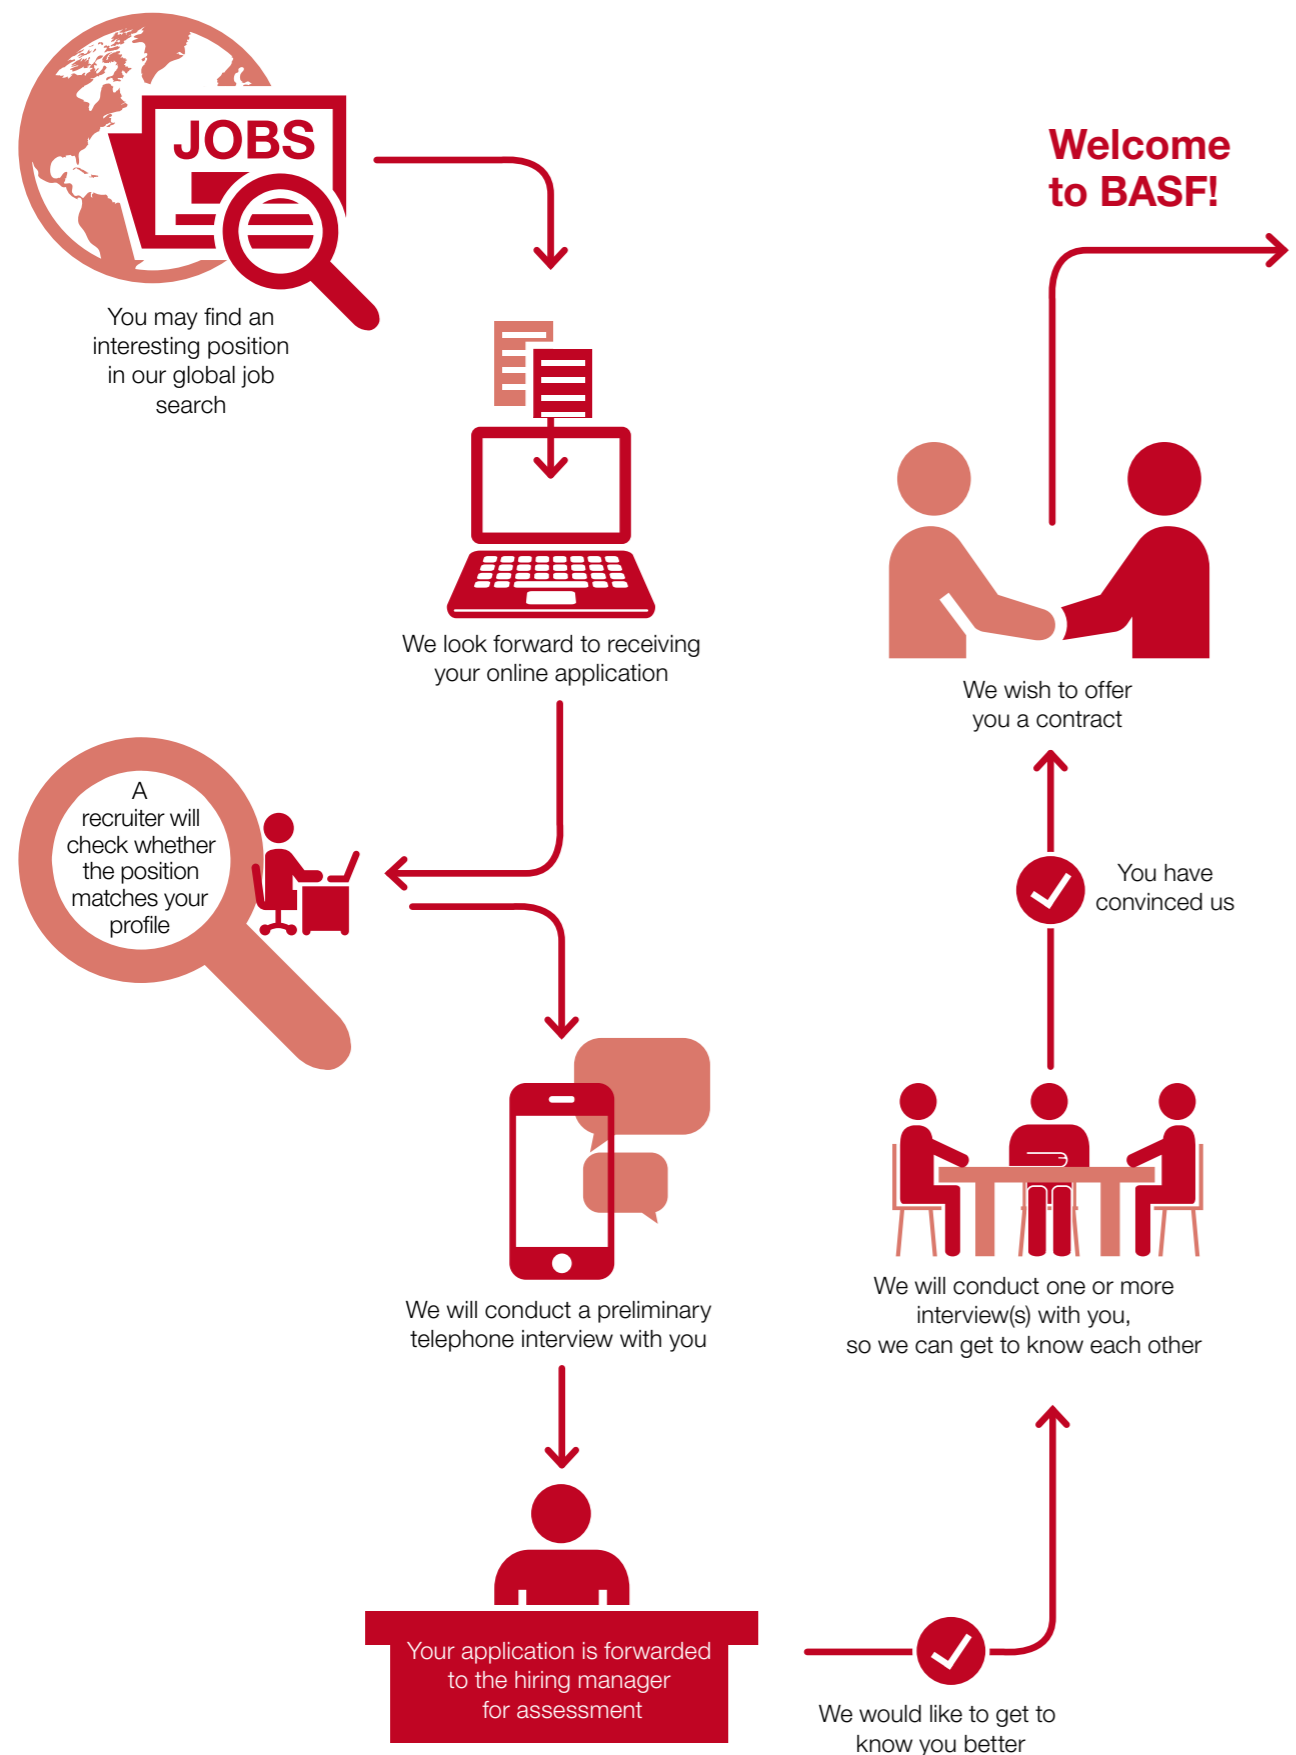 JOBS
You may find an
interesting position
in our global job
search
We look forward to receiving
your online application
A
recruiter will
check whether
the position
matches your
profile
We will conduct a preliminary
telephone interview with you
Your application is forwarded
to the hiring manager
for assessment
We would like to get to
know you better
We will conduct one or more
interview(s) with you,
so we can get to know each other
You have
convinced us
We wish to offer
you a contract
Welcome
to BASF!